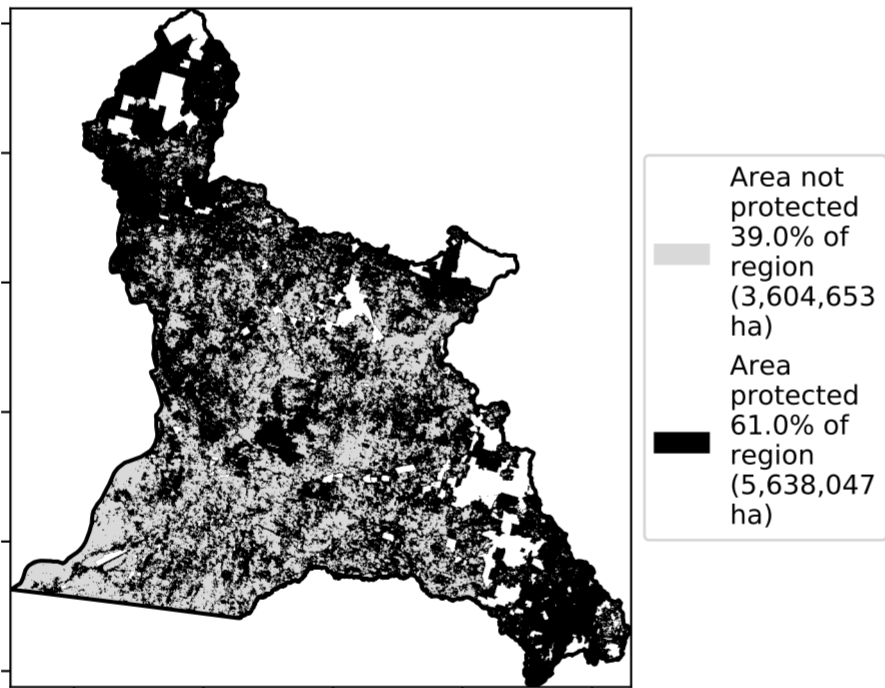 Area not
protected
39.0% of
region
(3,604,653
ha)
Area
protected
61.0% of
region
(5,638,047
ha)